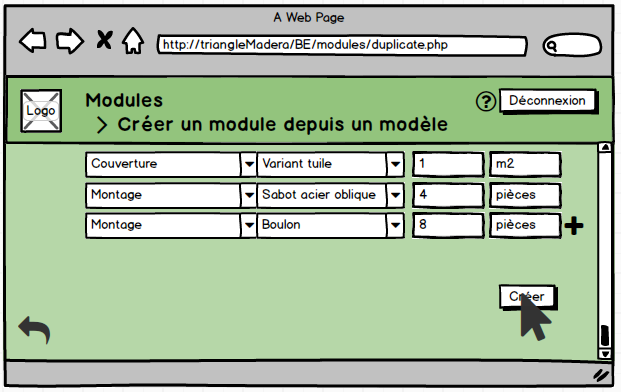 A Web Page
http://triangleMadera/BE/modules/duplicate.php
Logo
Modules
? Déconnexion
> Créer un module depuis un modèle
Couverture Variant tuile 1 m2
Montage Sabot acier oblique 4 pièces
Montage Boulon 8 pièces
Créer